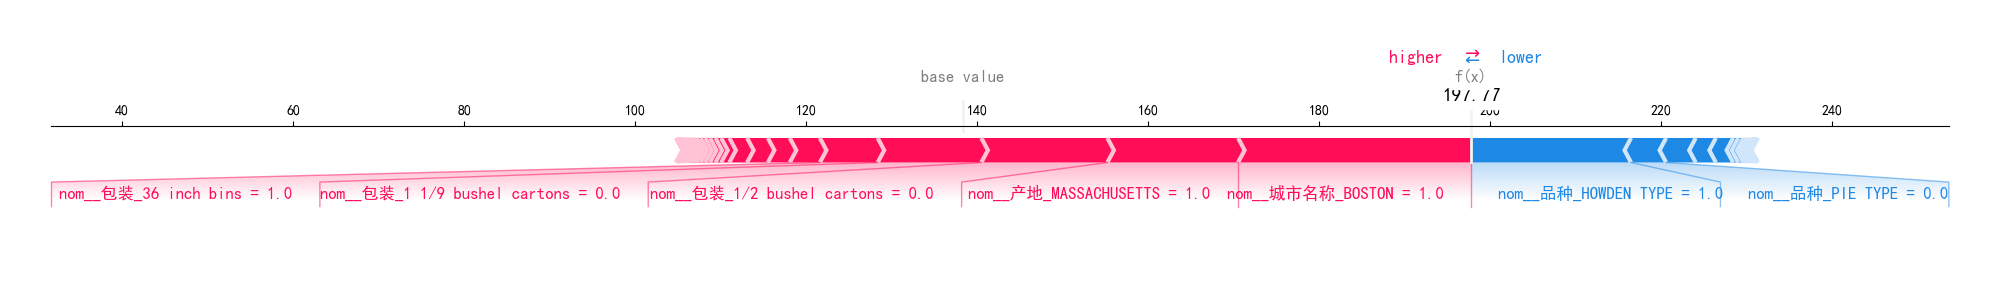 higher ⇄ lower
base value
f(x)
197.77
40 60 80 100 120 140 160 180 200 220 240
nom__包装_36 inch bins = 1.0
nom__包装_1 1/9 bushel cartons = 0.0
nom__包装_1/2 bushel cartons = 0.0
nom__产地_MASSACHUSETTS = 1.0
nom__城市名称_BOSTON = 1.0
nom__品种_HOWDEN TYPE = 1.0
nom__品种_PIE TYPE = 0.0